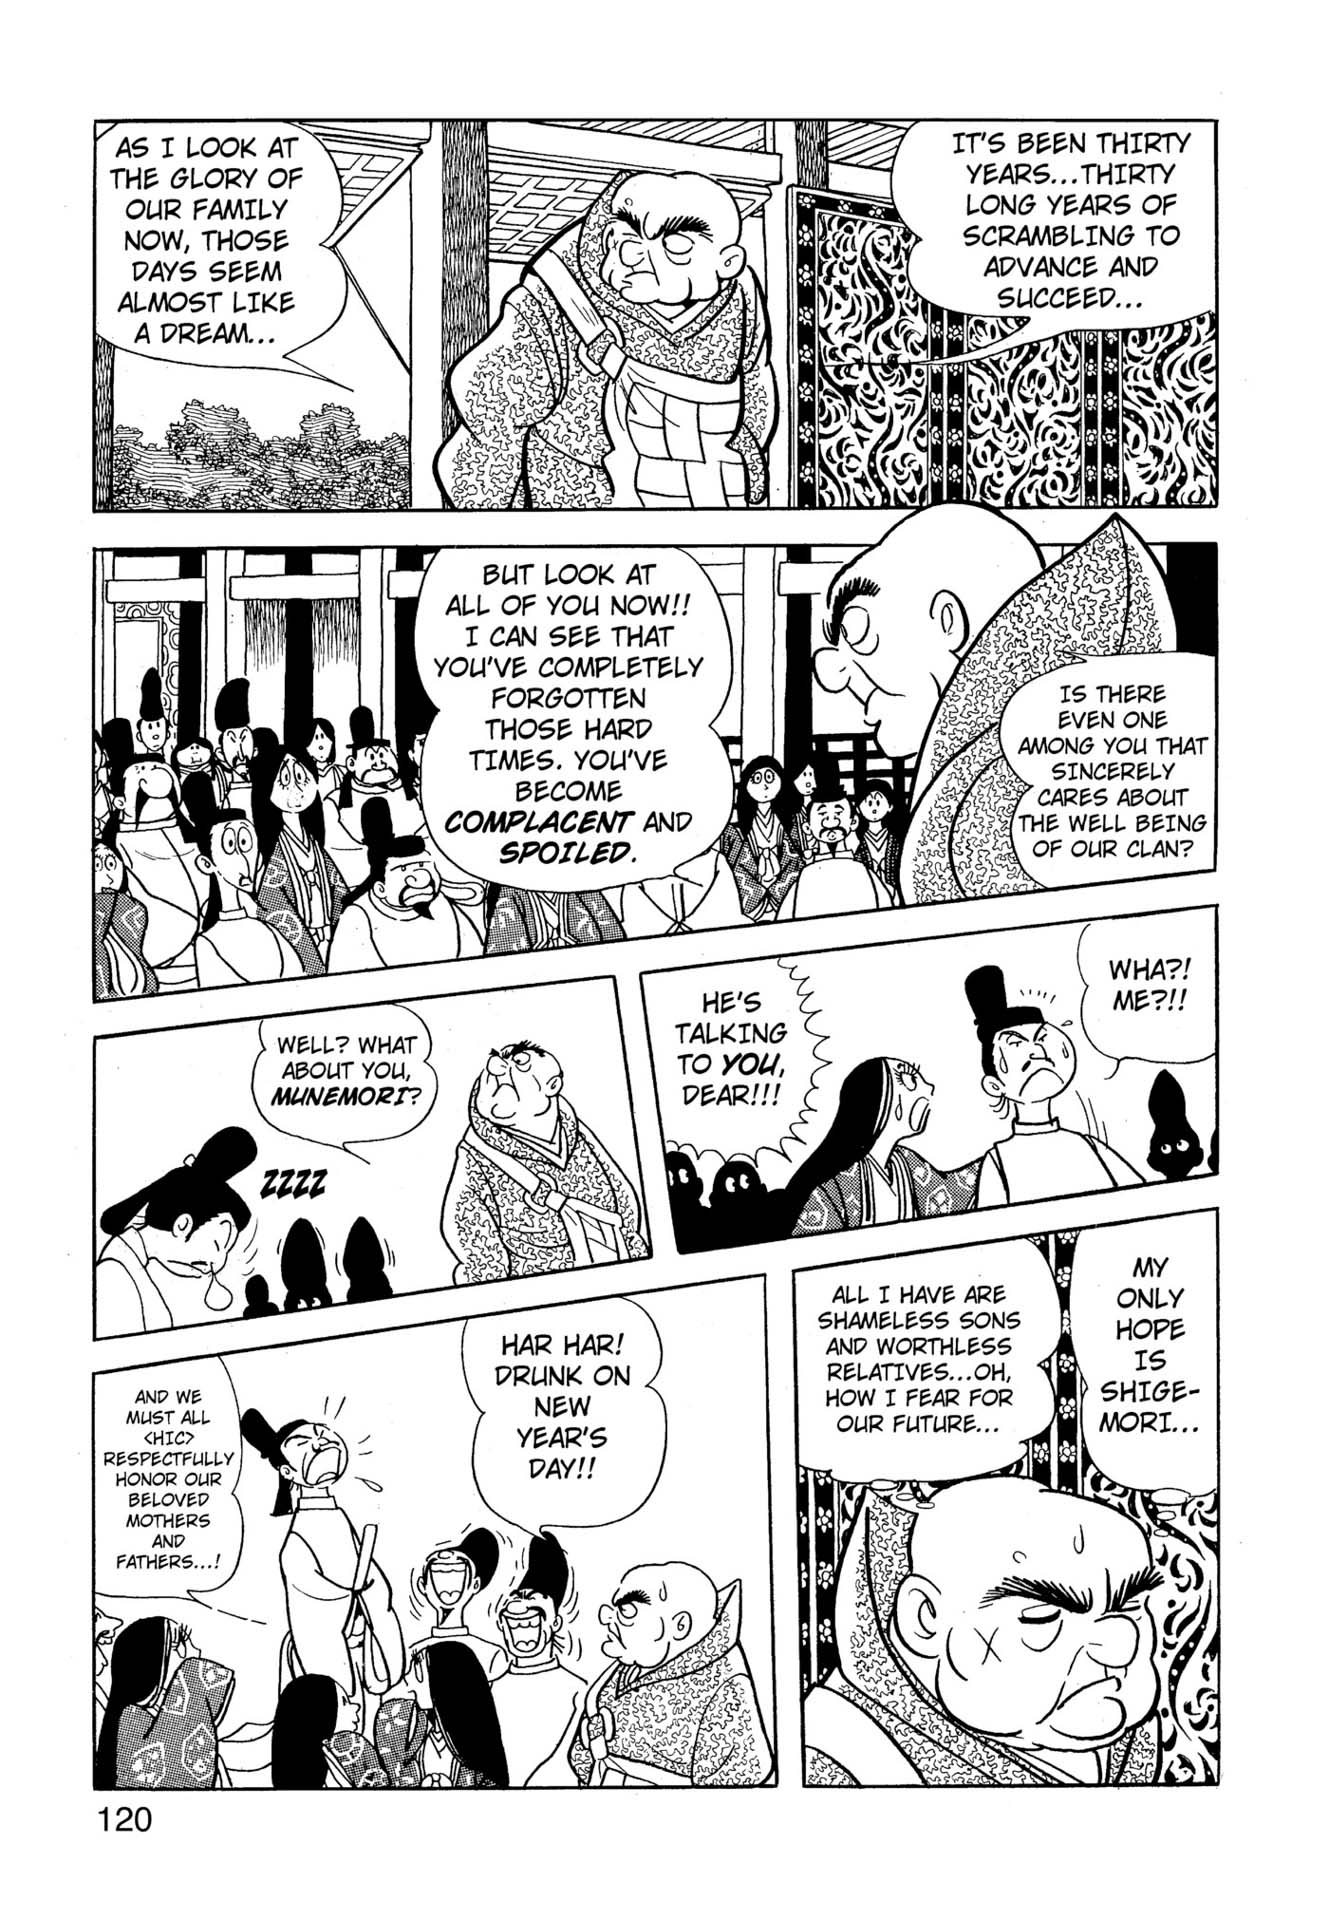 IT'S BEEN THIRTY
YEARS...THIRTY
LONG YEARS OF
SCRAMBLING TO
ADVANCE AND
SUCCEED...
AS I LOOK AT
THE GLORY OF
OUR FAMILY
NOW, THOSE
DAYS SEEM
ALMOST LIKE
A DREAM...
IS THERE
EVEN ONE
AMONG YOU THAT
SINCERELY
CARES ABOUT
THE WELL BEING
OF OUR CLAN?
BUT LOOK AT
ALL OF YOU NOW!!
I CAN SEE THAT
YOU'VE COMPLETELY
FORGOTTEN
THOSE HARD
TIMES. YOU'VE
BECOME
COMPLACENT AND
SPOILED.
WHA?!
ME?!!
HE'S
TALKING
TO YOU,
DEAR!!!
WELL? WHAT
ABOUT YOU,
MUNEMORI?
ZZZZ
MY
ONLY
HOPE
IS
SHIGE-
MORI...
ALL I HAVE ARE
SHAMELESS SONS
AND WORTHLESS
RELATIVES...OH,
HOW I FEAR FOR
OUR FUTURE...
HAR HAR!
DRUNK ON
NEW
YEAR'S
DAY!!
AND WE
MUST ALL
<HIC>
RESPECTFULLY
HONOR OUR
BELOVED
MOTHERS
AND
FATHERS...!
120